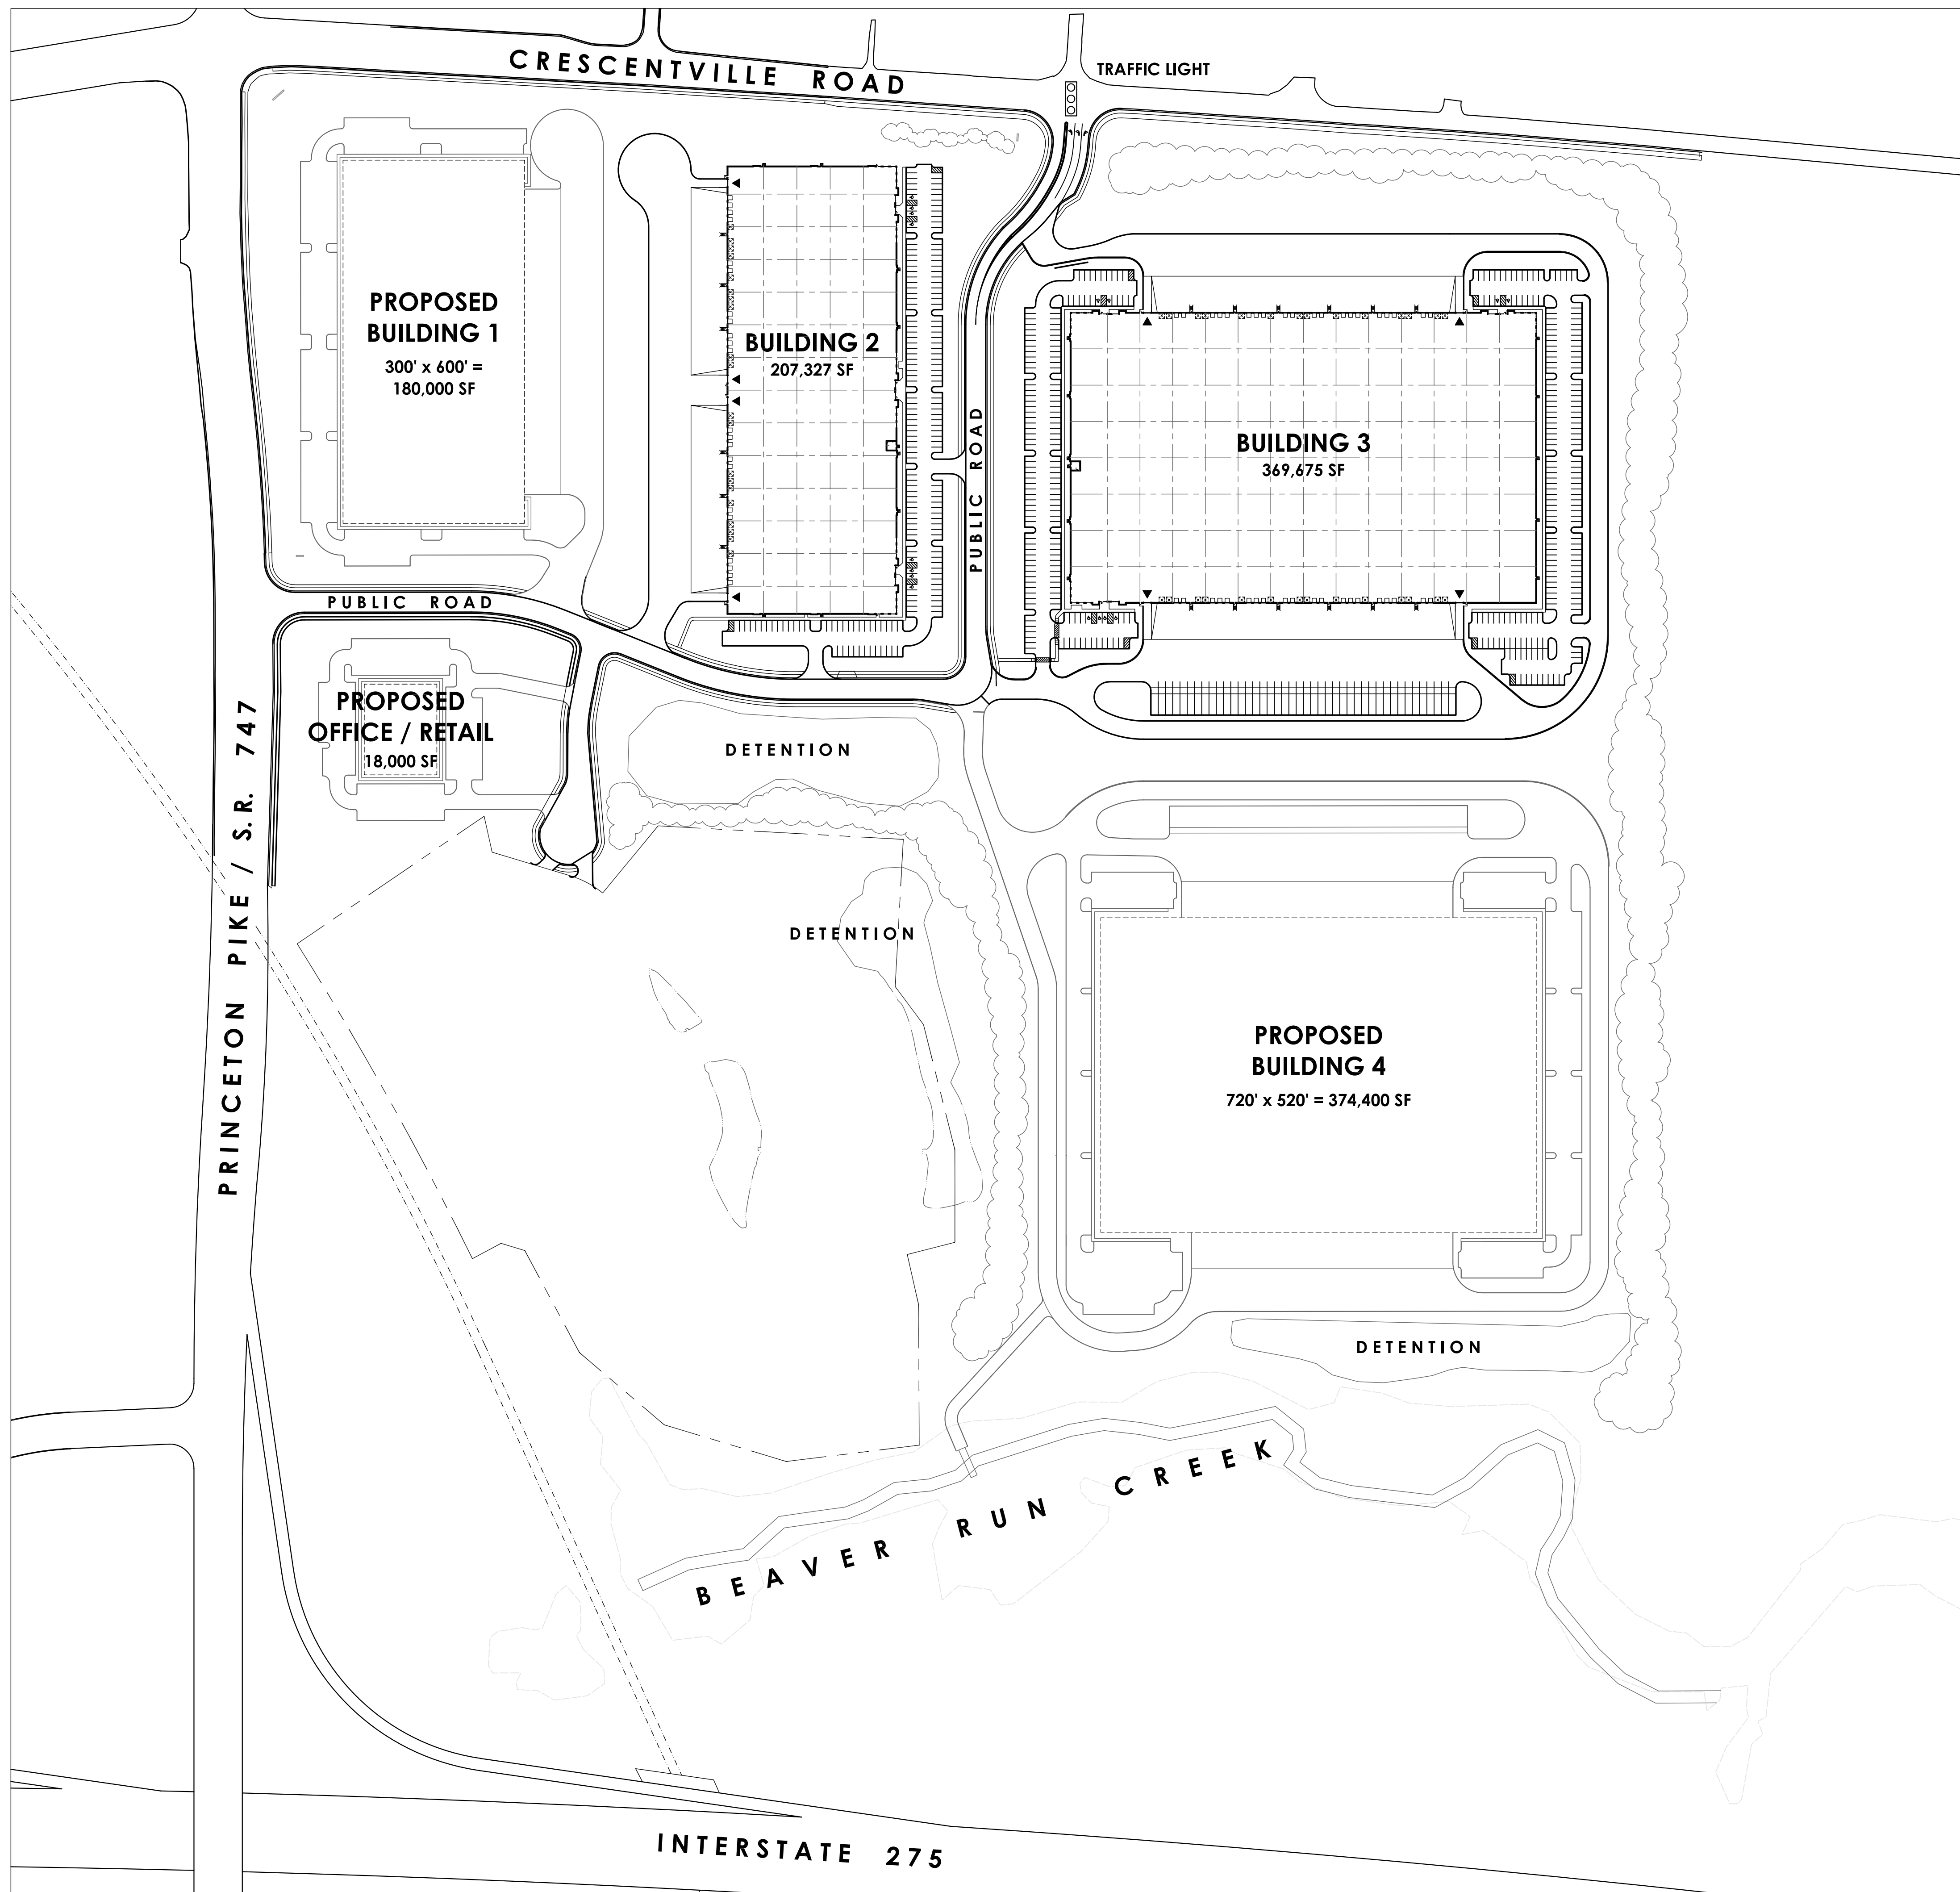 CRESCENTVILLE ROAD
TRAFFIC LIGHT
PROPOSED
BUILDING 1
300' x 600' =
180,000 SF
BUILDING 2
207,327 SF
PUBLIC ROAD
BUILDING 3
369,675 SF
PUBLIC ROAD
PROPOSED
OFFICE / RETAIL
18,000 SF
PRINCETON PIKE / S.R. 747
DETENTION
DETENTION
PROPOSED
BUILDING 4
720' x 520' = 374,400 SF
DETENTION
BEAVER RUN CREEK
INTERSTATE 275